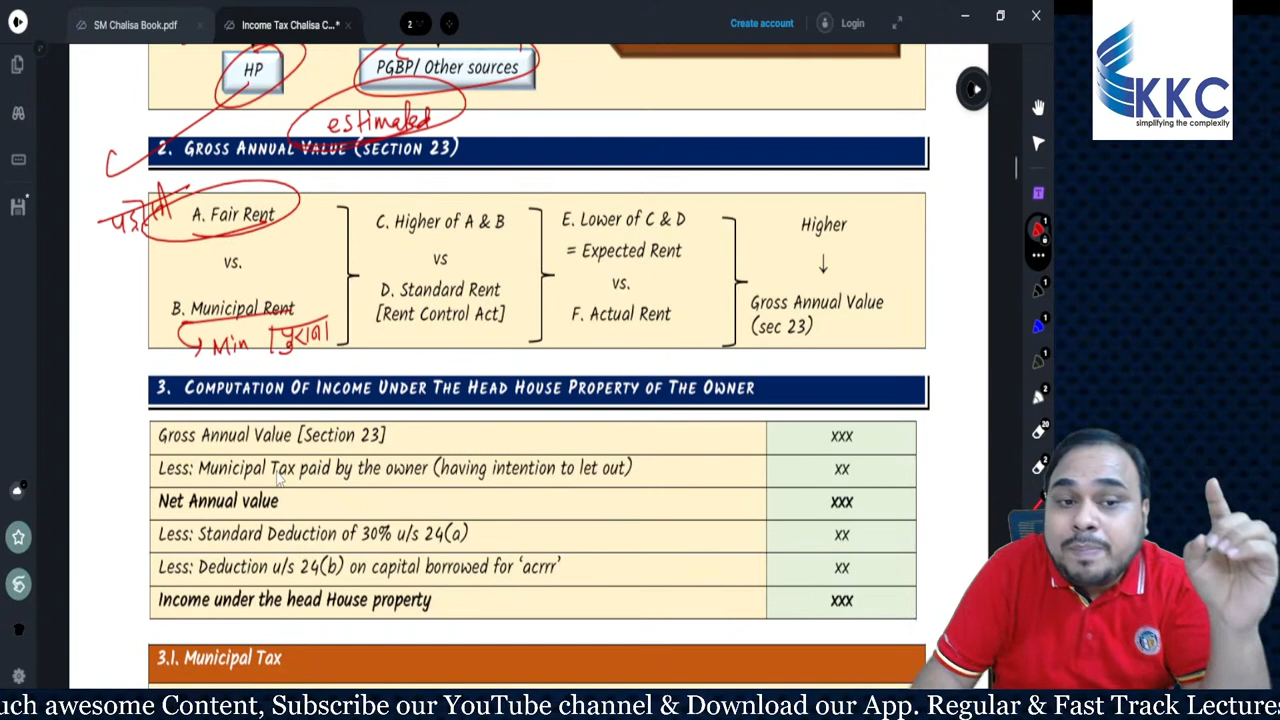 SM Chalisa Book.pdf
Income Tax Chalisa C...*
2
Create account
Login
KKC
simplifying the complexity
HP
PGBP/ Other sources
estimated
2. Gross Annual Value (Section 23)
A. Fair Rent
vs.
B. Municipal Rent
Min [पुराना]
C. Higher of A & B
vs
D. Standard Rent
[Rent Control Act]
E. Lower of C & D
= Expected Rent
vs.
F. Actual Rent
Higher
↓
Gross Annual Value
(sec 23)
3. Computation Of Income Under The Head House Property of The Owner
Gross Annual Value [Section 23] xxx
Less: Municipal Tax paid by the owner (having intention to let out) xx
Net Annual value xxx
Less: Standard Deduction of 30% u/s 24(a) xx
Less: Deduction u/s 24(b) on capital borrowed for ‘acrrr’ xx
Income under the head House property xxx
3.1. Municipal Tax
uch awesome Content, Subscribe our YouTube channel & Download our App. Regular & Fast Track Lectures